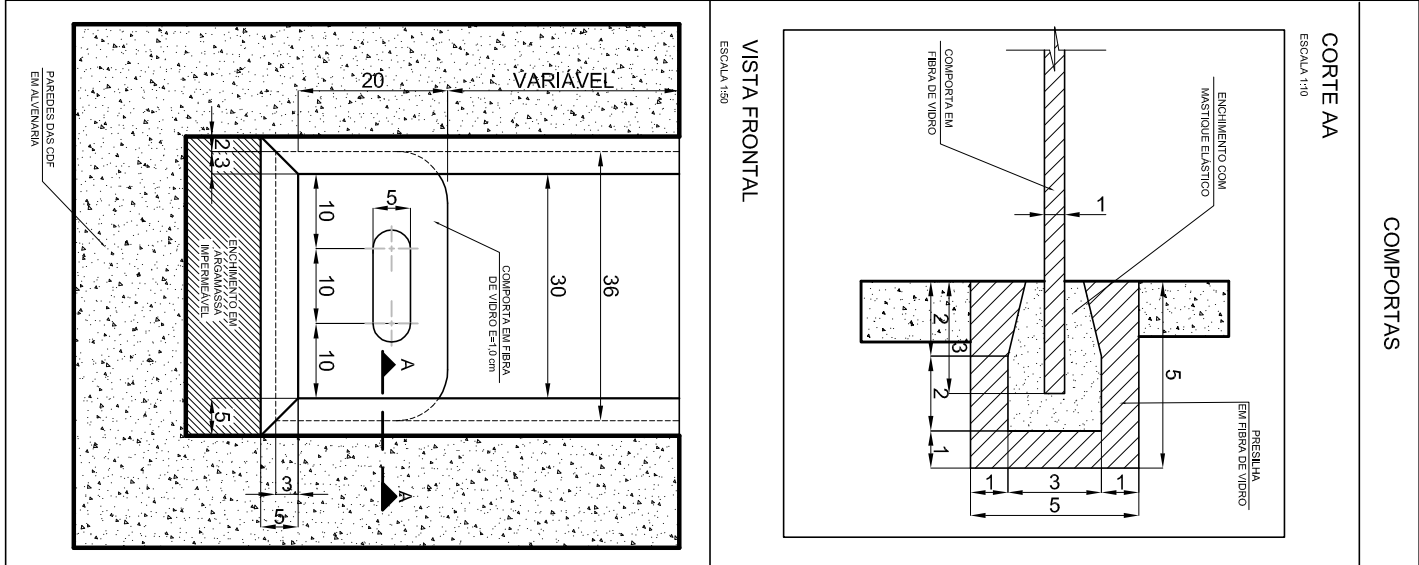 COMPORTAS
CORTE AA
ESCALA 1:10
ENCHIMENTO COM
MASTIQUE ELÁSTICO
COMPORTA EM
FIBRA DE VIDRO
PRESILHA
EM FIBRA DE VIDRO
1
2
3
2
1
5
1
3
1
5
VISTA FRONTAL
ESCALA 1:50
VARIÁVEL
20
36
30
COMPORTA EM FIBRA
DE VIDRO E=1,0 cm
5
10
10
10
A
A
2
3
5
3
5
ENCHIMENTO EM
ARGAMASSA
IMPERMEÁVEL
PAREDES DAS CDF
EM ALVENARIA